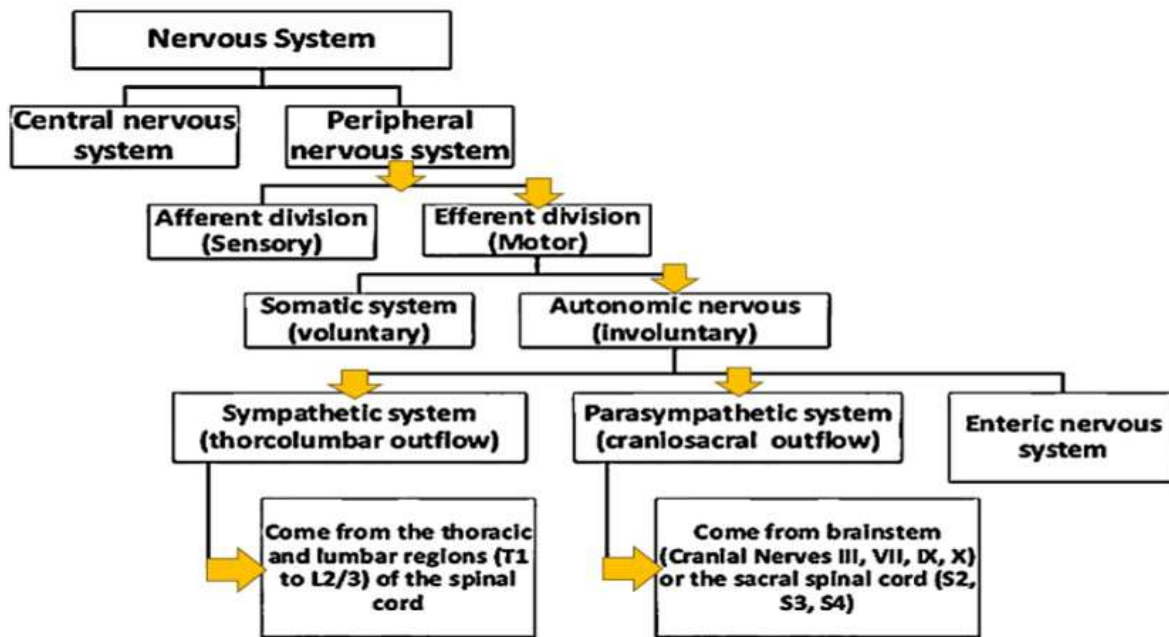 Nervous System
Central nervous
system
Peripheral
nervous system
Afferent division
(Sensory)
Efferent division
(Motor)
Somatic system
(voluntary)
Autonomic nervous
(involuntary)
Sympathetic system
(thorcolumbar outflow)
Parasympathetic system
(craniosacral outflow)
Enteric nervous
system
Come from the thoracic
and lumbar regions (T1
to L2/3) of the spinal
cord
Come from brainstem
(Cranial Nerves III, VII, IX, X)
or the sacral spinal cord (S2,
S3, S4)